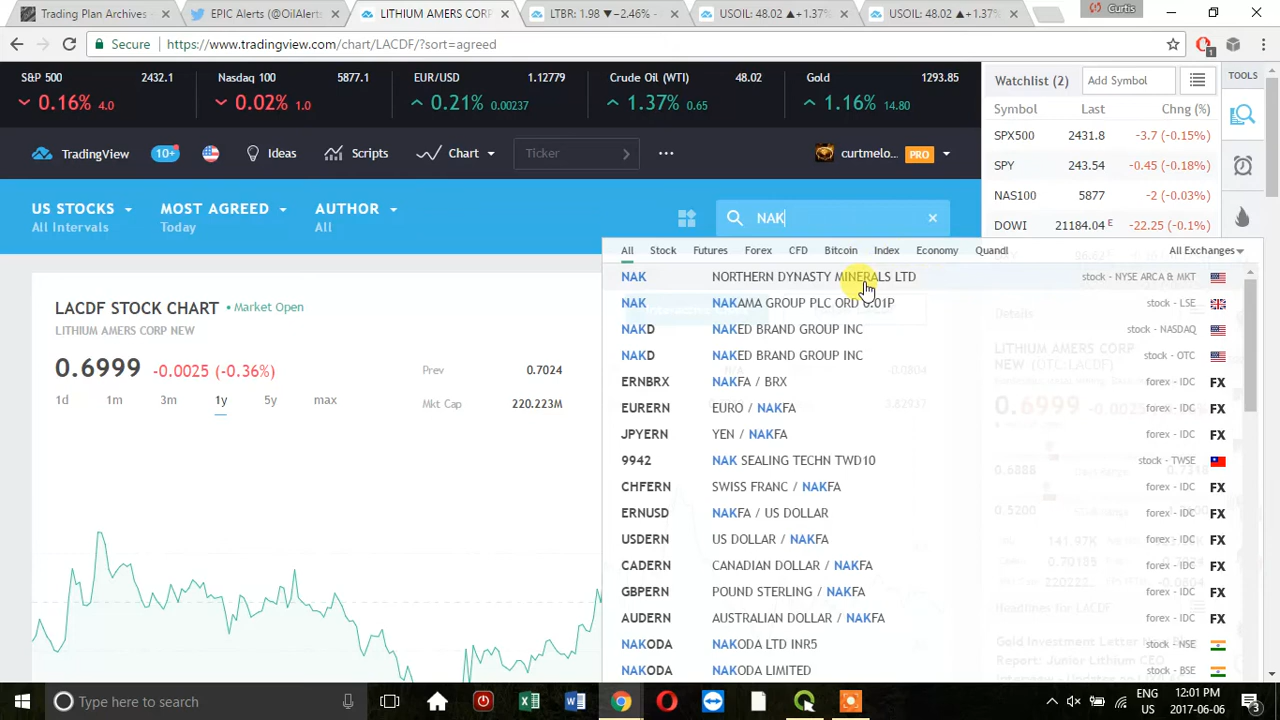 Trading Plan Archives
EPIC Alerts (@OilAlerts
LITHIUM AMERS CORP
LTBR: 1.98 ▼−2.46% -
USOIL: 48.02 ▲+1.37%
USOIL: 48.02 ▲+1.37%
Curtis
Secure https://www.tradingview.com/chart/LACDF/?sort=agreed
1
S&P 500 2432.1
0.16% 4.0
Nasdaq 100 5877.1
0.02% 1.0
EUR/USD 1.12779
0.21% 0.00237
Crude Oil (WTI) 48.02
1.37% 0.65
Gold 1293.85
1.16% 14.80
TradingView 10+ Ideas Scripts Chart Ticker curtmelo... PRO
US STOCKS
All Intervals
MOST AGREED
Today
AUTHOR
All
NAK
All Stock Futures Forex CFD Bitcoin Index Economy Quandl All Exchanges
NAK NORTHERN DYNASTY MINERALS LTD stock - NYSE ARCA & MKT
NAK NAKAMA GROUP PLC ORD 0.01P stock - LSE
NAKD NAKED BRAND GROUP INC stock - NASDAQ
NAKD NAKED BRAND GROUP INC stock - OTC
ERNBRX NAKFA / BRX forex - IDC FX
EURERN EURO / NAKFA forex - IDC FX
JPYERN YEN / NAKFA forex - IDC FX
9942 NAK SEALING TECHN TWD10 stock - TWSE
CHFERN SWISS FRANC / NAKFA forex - IDC FX
ERNUSD NAKFA / US DOLLAR forex - IDC FX
USDERN US DOLLAR / NAKFA forex - IDC FX
CADERN CANADIAN DOLLAR / NAKFA forex - IDC FX
GBPERN POUND STERLING / NAKFA forex - IDC FX
AUDERN AUSTRALIAN DOLLAR / NAKFA forex - IDC FX
NAKODA NAKODA LTD INR5 stock - NSE
NAKODA NAKODA LIMITED stock - BSE
LACDF STOCK CHART • Market Open
LITHIUM AMERS CORP NEW
0.6999 -0.0025 (-0.36%)
Prev 0.7024
Mkt Cap 220.223M
1d 1m 3m 1y 5y max
Watchlist (2) Add Symbol
Symbol Last Chng (%)
SPX500 2431.8 -3.7 (-0.15%)
SPY 243.54 -0.45 (-0.18%)
NAS100 5877 -2 (-0.03%)
DOWI 21184.04 E -22.25 (-0.1%)
TOOLS
Details
LITHIUM AMERS CORP
NEW (OTC: LACDF)
Headlines for LACDF
Type here to search
ENG
US
12:01 PM
2017-06-06
3